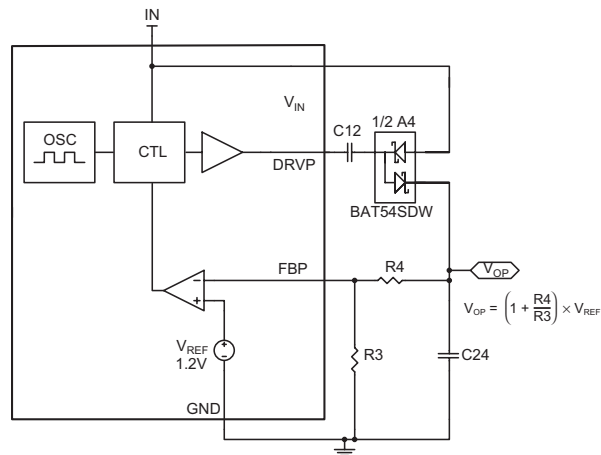 IN
V_IN
1/2 A4
C12
OSC
CTL
DRVP
BAT54SDW
FBP
R4
V_OP
V_OP = (1 + R4/R3) × V_REF
V_REF
1.2V
R3
C24
GND